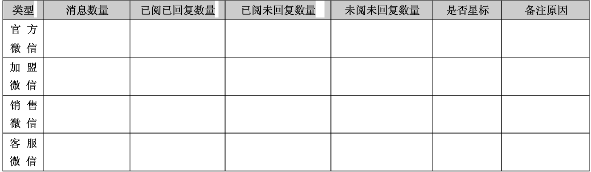 类型 消息数量 已阅已回复数量 已阅未回复数量 未阅未回复数量 是否星标 备注原因
官 方
微 信
加 盟
微 信
销 售
微 信
客 服
微 信